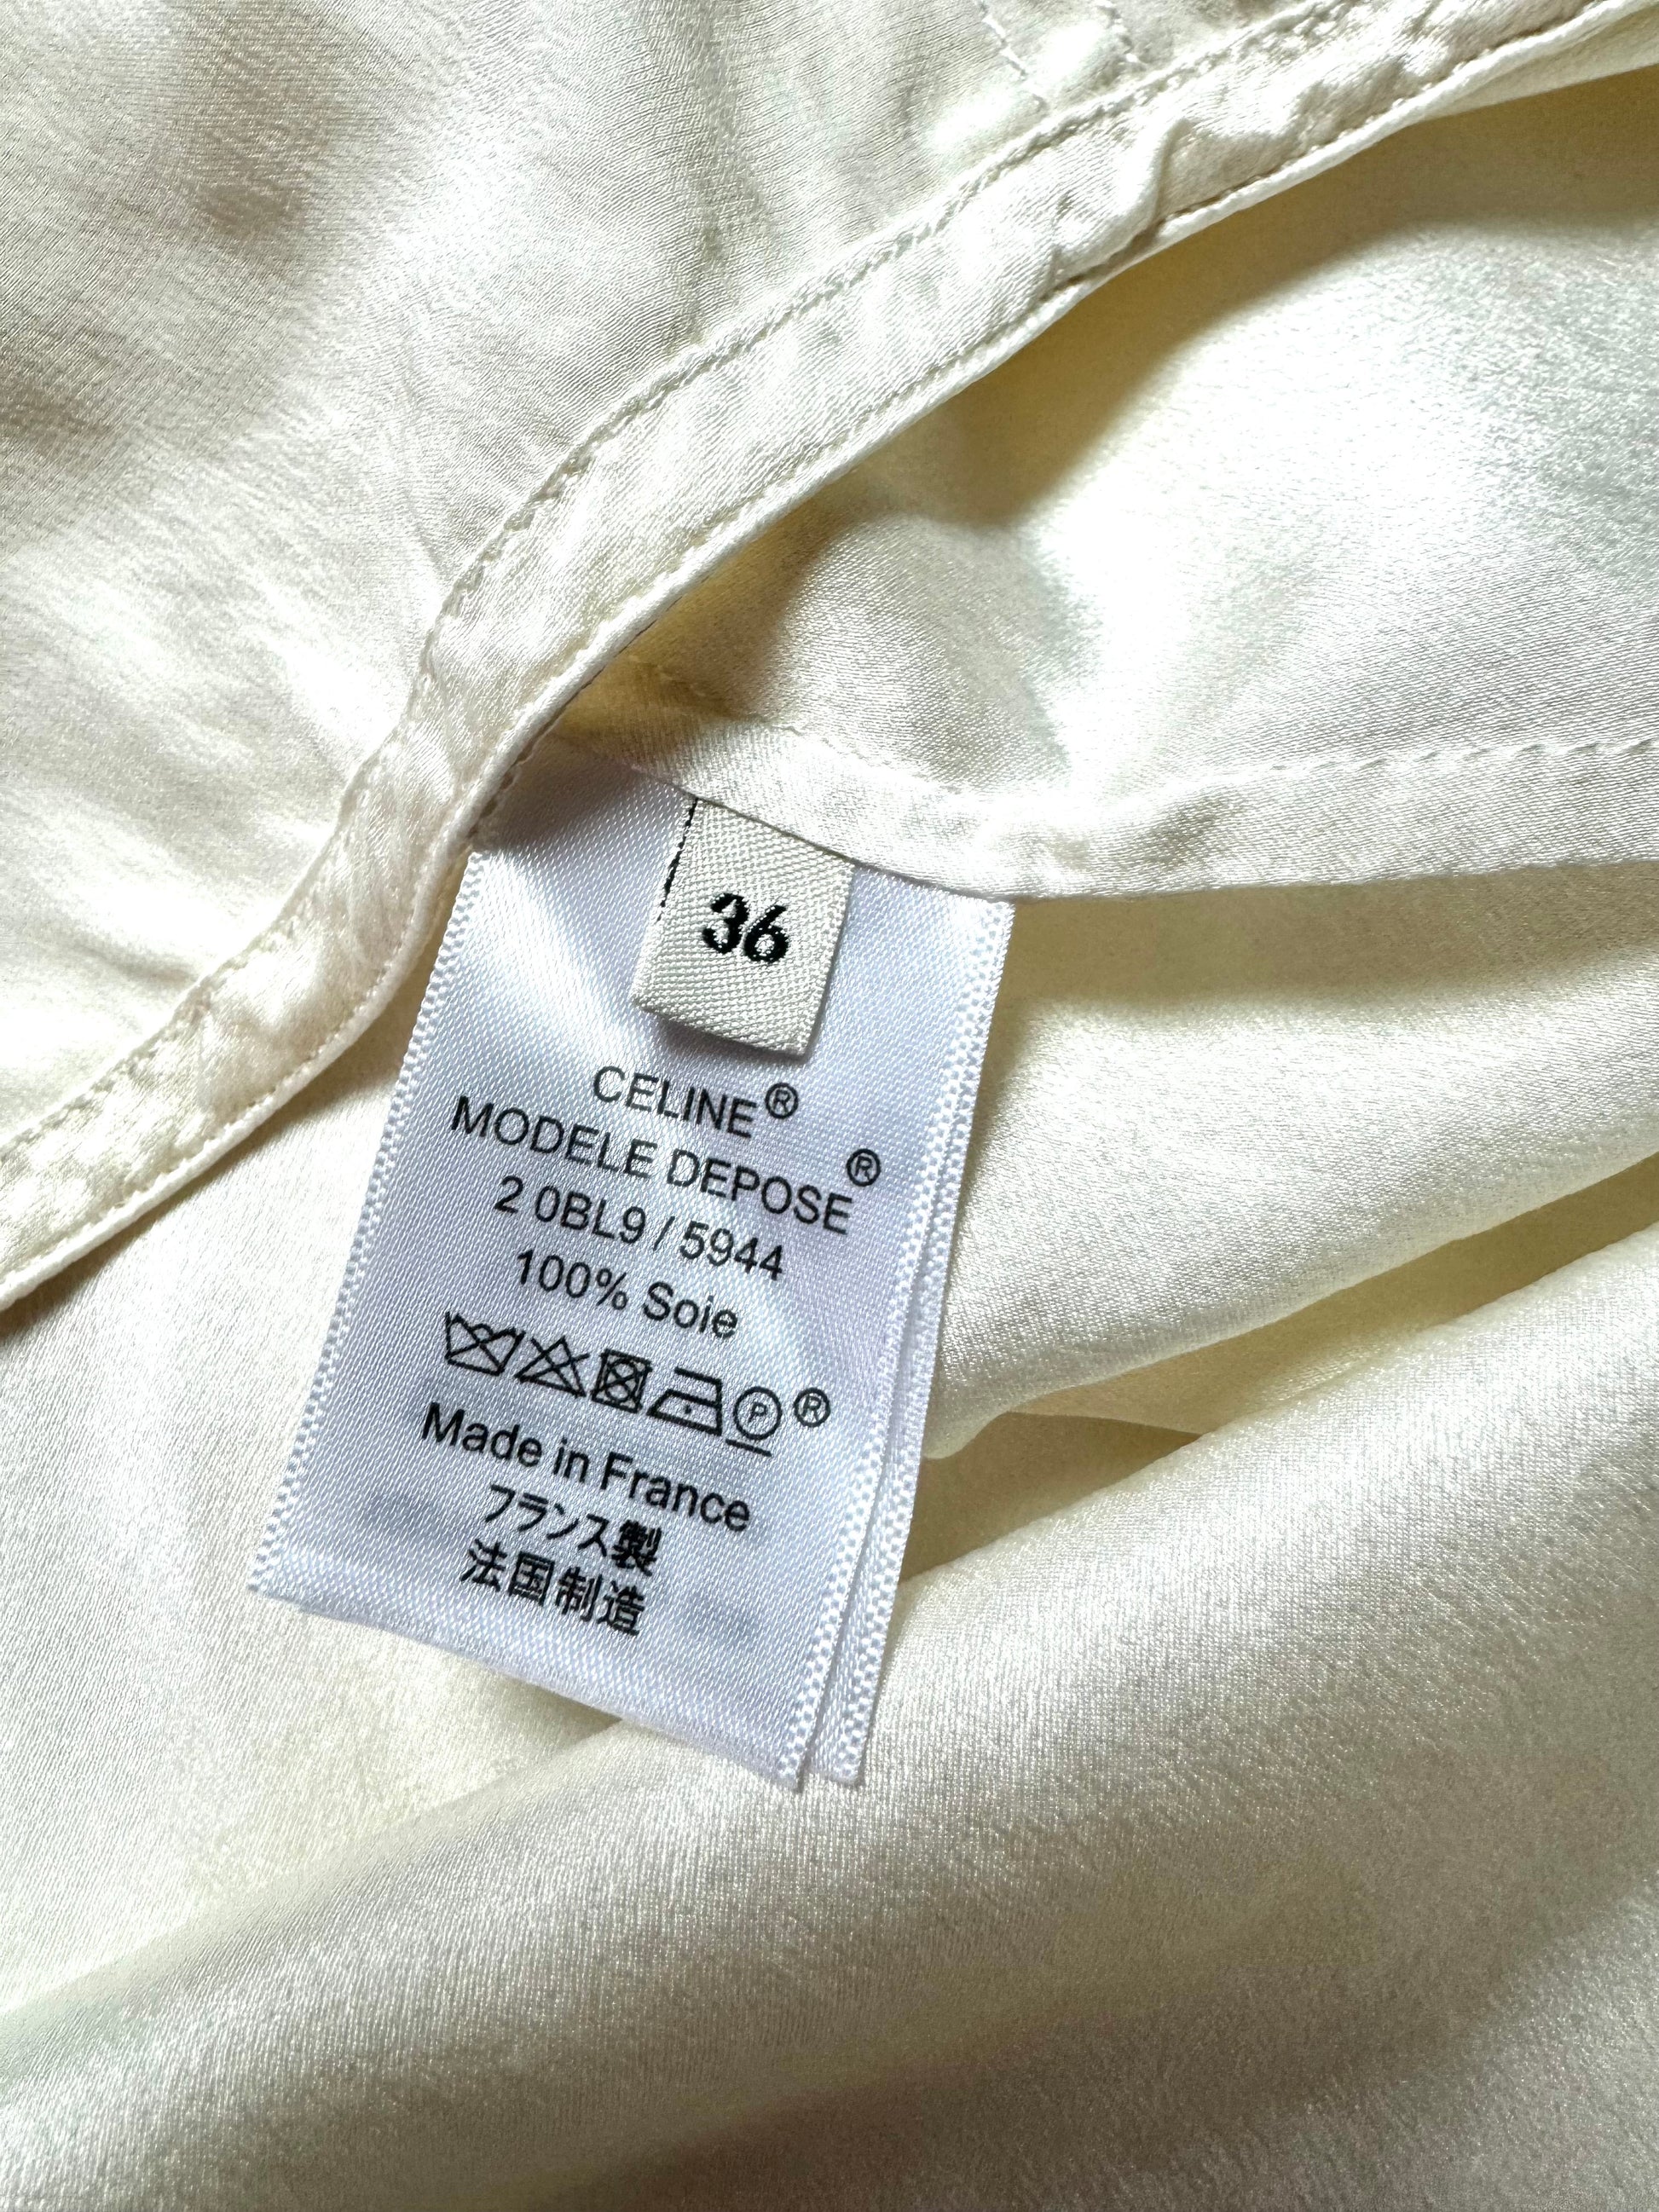 36
CELINE®
MODELE DEPOSE®
2 0BL9 / 5944
100% Soie
P ®
Made in France
フランス製
法国制造